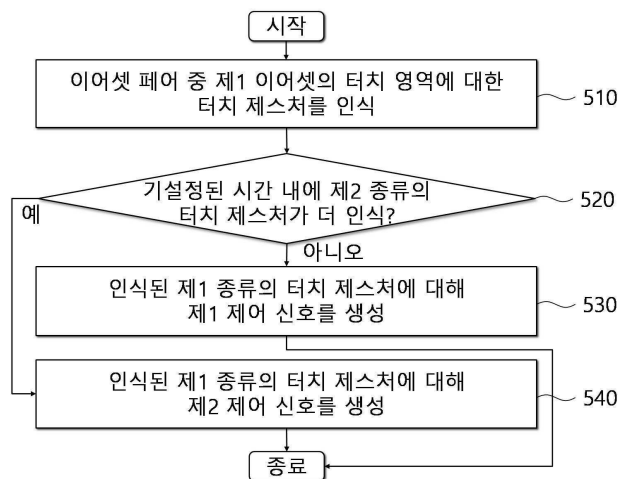 시작
이어셋 페어 중 제1 이어셋의 터치 영역에 대한
터치 제스처를 인식
510
기설정된 시간 내에 제2 종류의
터치 제스처가 더 인식?
520
예
아니오
인식된 제1 종류의 터치 제스처에 대해
제1 제어 신호를 생성
530
인식된 제1 종류의 터치 제스처에 대해
제2 제어 신호를 생성
540
종료